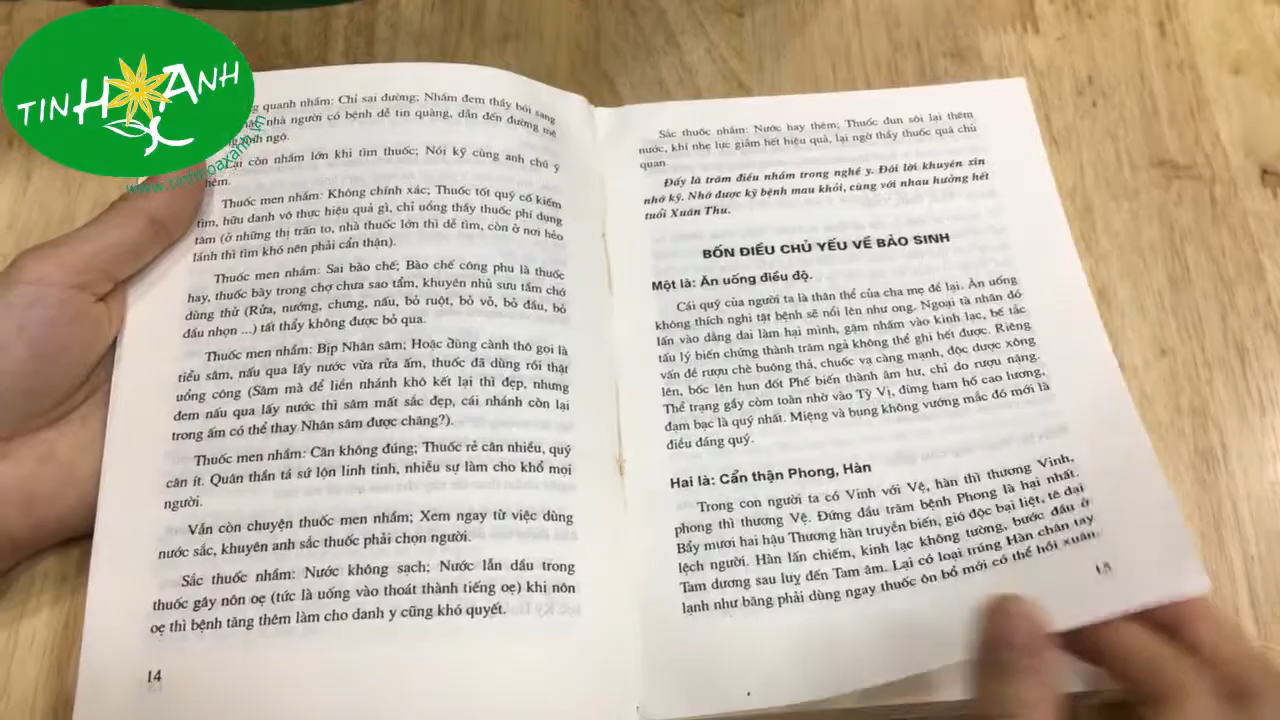 TINH HOA XANH
www.tinhhoaxanh.vn
quanh nhầm: Chỉ sai đường; Nhầm đem thầy bói sang
nhà người có bệnh dễ tin quàng, dẫn đến đường mê
ngộ.
còn nhầm lớn khi tìm thuốc; Nói kỹ cùng anh chú ý
thêm.
Thuốc men nhầm: Không chính xác; Thuốc tốt quý cố kiếm
tìm, hữu danh vô thực hiệu quả gì, chỉ uổng thầy thuốc phí dụng
tâm (ở những thị trấn to, nhà thuốc lớn thì dễ tìm, còn ở nơi hẻo
lánh thì tìm khó nên phải cẩn thận).
Thuốc men nhầm: Sai bào chế; Bào chế công phu là thuốc
hay, thuốc bày trong chợ chưa sao tẩm, khuyên nhủ sưu tầm chớ
dùng thử (Rửa, nướng, chưng, nấu, bỏ ruột, bỏ vỏ, bỏ đầu, bỏ
đầu nhọn ...) tất thẩy không được bỏ qua.
Thuốc men nhầm: Bịp Nhân sâm; Hoặc dùng cành thô gọi là
tiểu sâm, nấu qua lấy nước vừa rửa ấm, thuốc đã dùng rồi thật
uổng công (Sâm mà để liền nhánh khô kết lại thì đẹp, nhưng
đem nấu qua lấy nước thì sâm mất sắc đẹp, cái nhánh còn lại
trong ấm có thể thay Nhân sâm được chăng?).
Thuốc men nhầm: Cân không đúng; Thuốc rẻ cân nhiều, quý
cân ít. Quân thần tá sứ lộn linh tinh, nhiễu sự làm cho khổ mọi
người.
Vẫn còn chuyện thuốc men nhầm; Xem ngay từ việc dùng
nước sắc, khuyên anh sắc thuốc phải chọn người.
Sắc thuốc nhầm: Nước không sạch; Nước lẫn dầu trong
thuốc gây nôn oẹ (tức là uống vào thoát thành tiếng oẹ) khi nôn
oẹ thì bệnh tăng thêm làm cho danh y cũng khó quyết.
14
Sắc thuốc nhầm: Nước hay thêm; Thuốc đun sôi lại thêm
nước, khí nhẹ lực giảm hết hiệu quả, lại ngờ thầy thuốc quá chủ
quan.
Đấy là trăm điều nhầm trong nghề y. Đôi lời khuyên xin
nhớ kỹ. Nhớ được kỹ bệnh mau khỏi, cùng với nhau hưởng hết
tuổi Xuân Thu.
BỐN ĐIỀU CHỦ YẾU VỀ BẢO SINH
Một là: Ăn uống điều độ.
Cái quý của người ta là thân thể của cha mẹ để lại. Ăn uống
không thích nghi tật bệnh sẽ nổi lên như ong. Ngoại tà nhân đó
lấn vào dằng dai làm hại mình, gặm nhấm vào kinh lạc, bế tắc
tấu lý biến chứng thành trăm ngả không thể ghi hết được. Riêng
vấn đề rượu chè buông thả, chuốc vạ càng mạnh, độc dược xông
lên, bốc lên hun đốt Phế biến thành âm hư, chỉ do rượu nặng.
Thể trạng gầy còm toàn nhờ vào Tỳ Vị, đừng ham hố cao lương,
đạm bạc là quý nhất. Miệng và bụng không vướng mắc đó mới là
điều đáng quý.
Hai là: Cẩn thận Phong, Hàn
Trong con người ta có Vinh với Vệ, hàn thì thương Vinh,
phong thì thương Vệ. Đứng đầu trăm bệnh Phong là hại nhất.
Bẩy mươi hai hậu Thương hàn truyền biến, gió độc bại liệt, tê dại
lệch người. Hàn lấn chiếm, kinh lạc không tường, bước đầu ở
Tam dương sau luỵ đến Tam âm. Lại có loại trúng Hàn chân tay
lạnh như băng phải dùng ngay thuốc ôn bổ mới có thể hồi xuân.
15